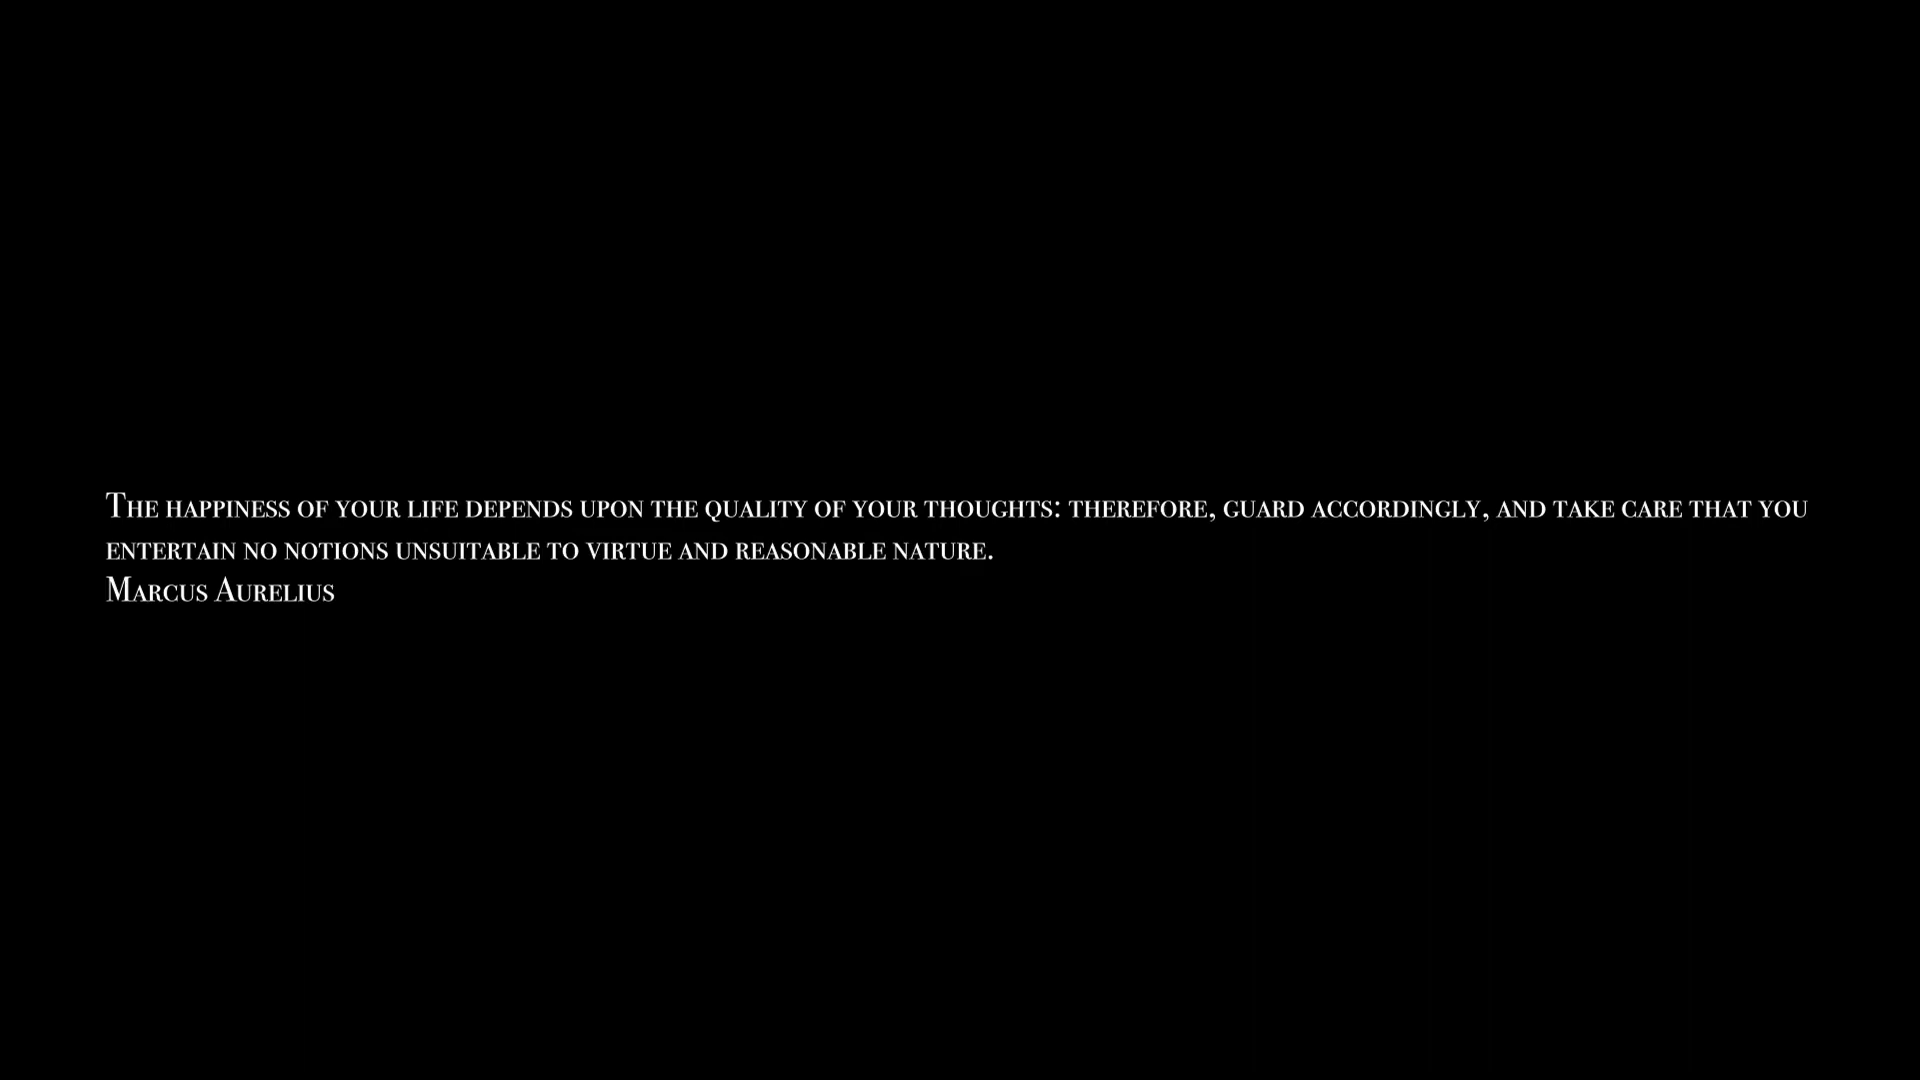 The happiness of your life depends upon the quality of your thoughts: therefore, guard accordingly, and take care that you
entertain no notions unsuitable to virtue and reasonable nature.
Marcus Aurelius